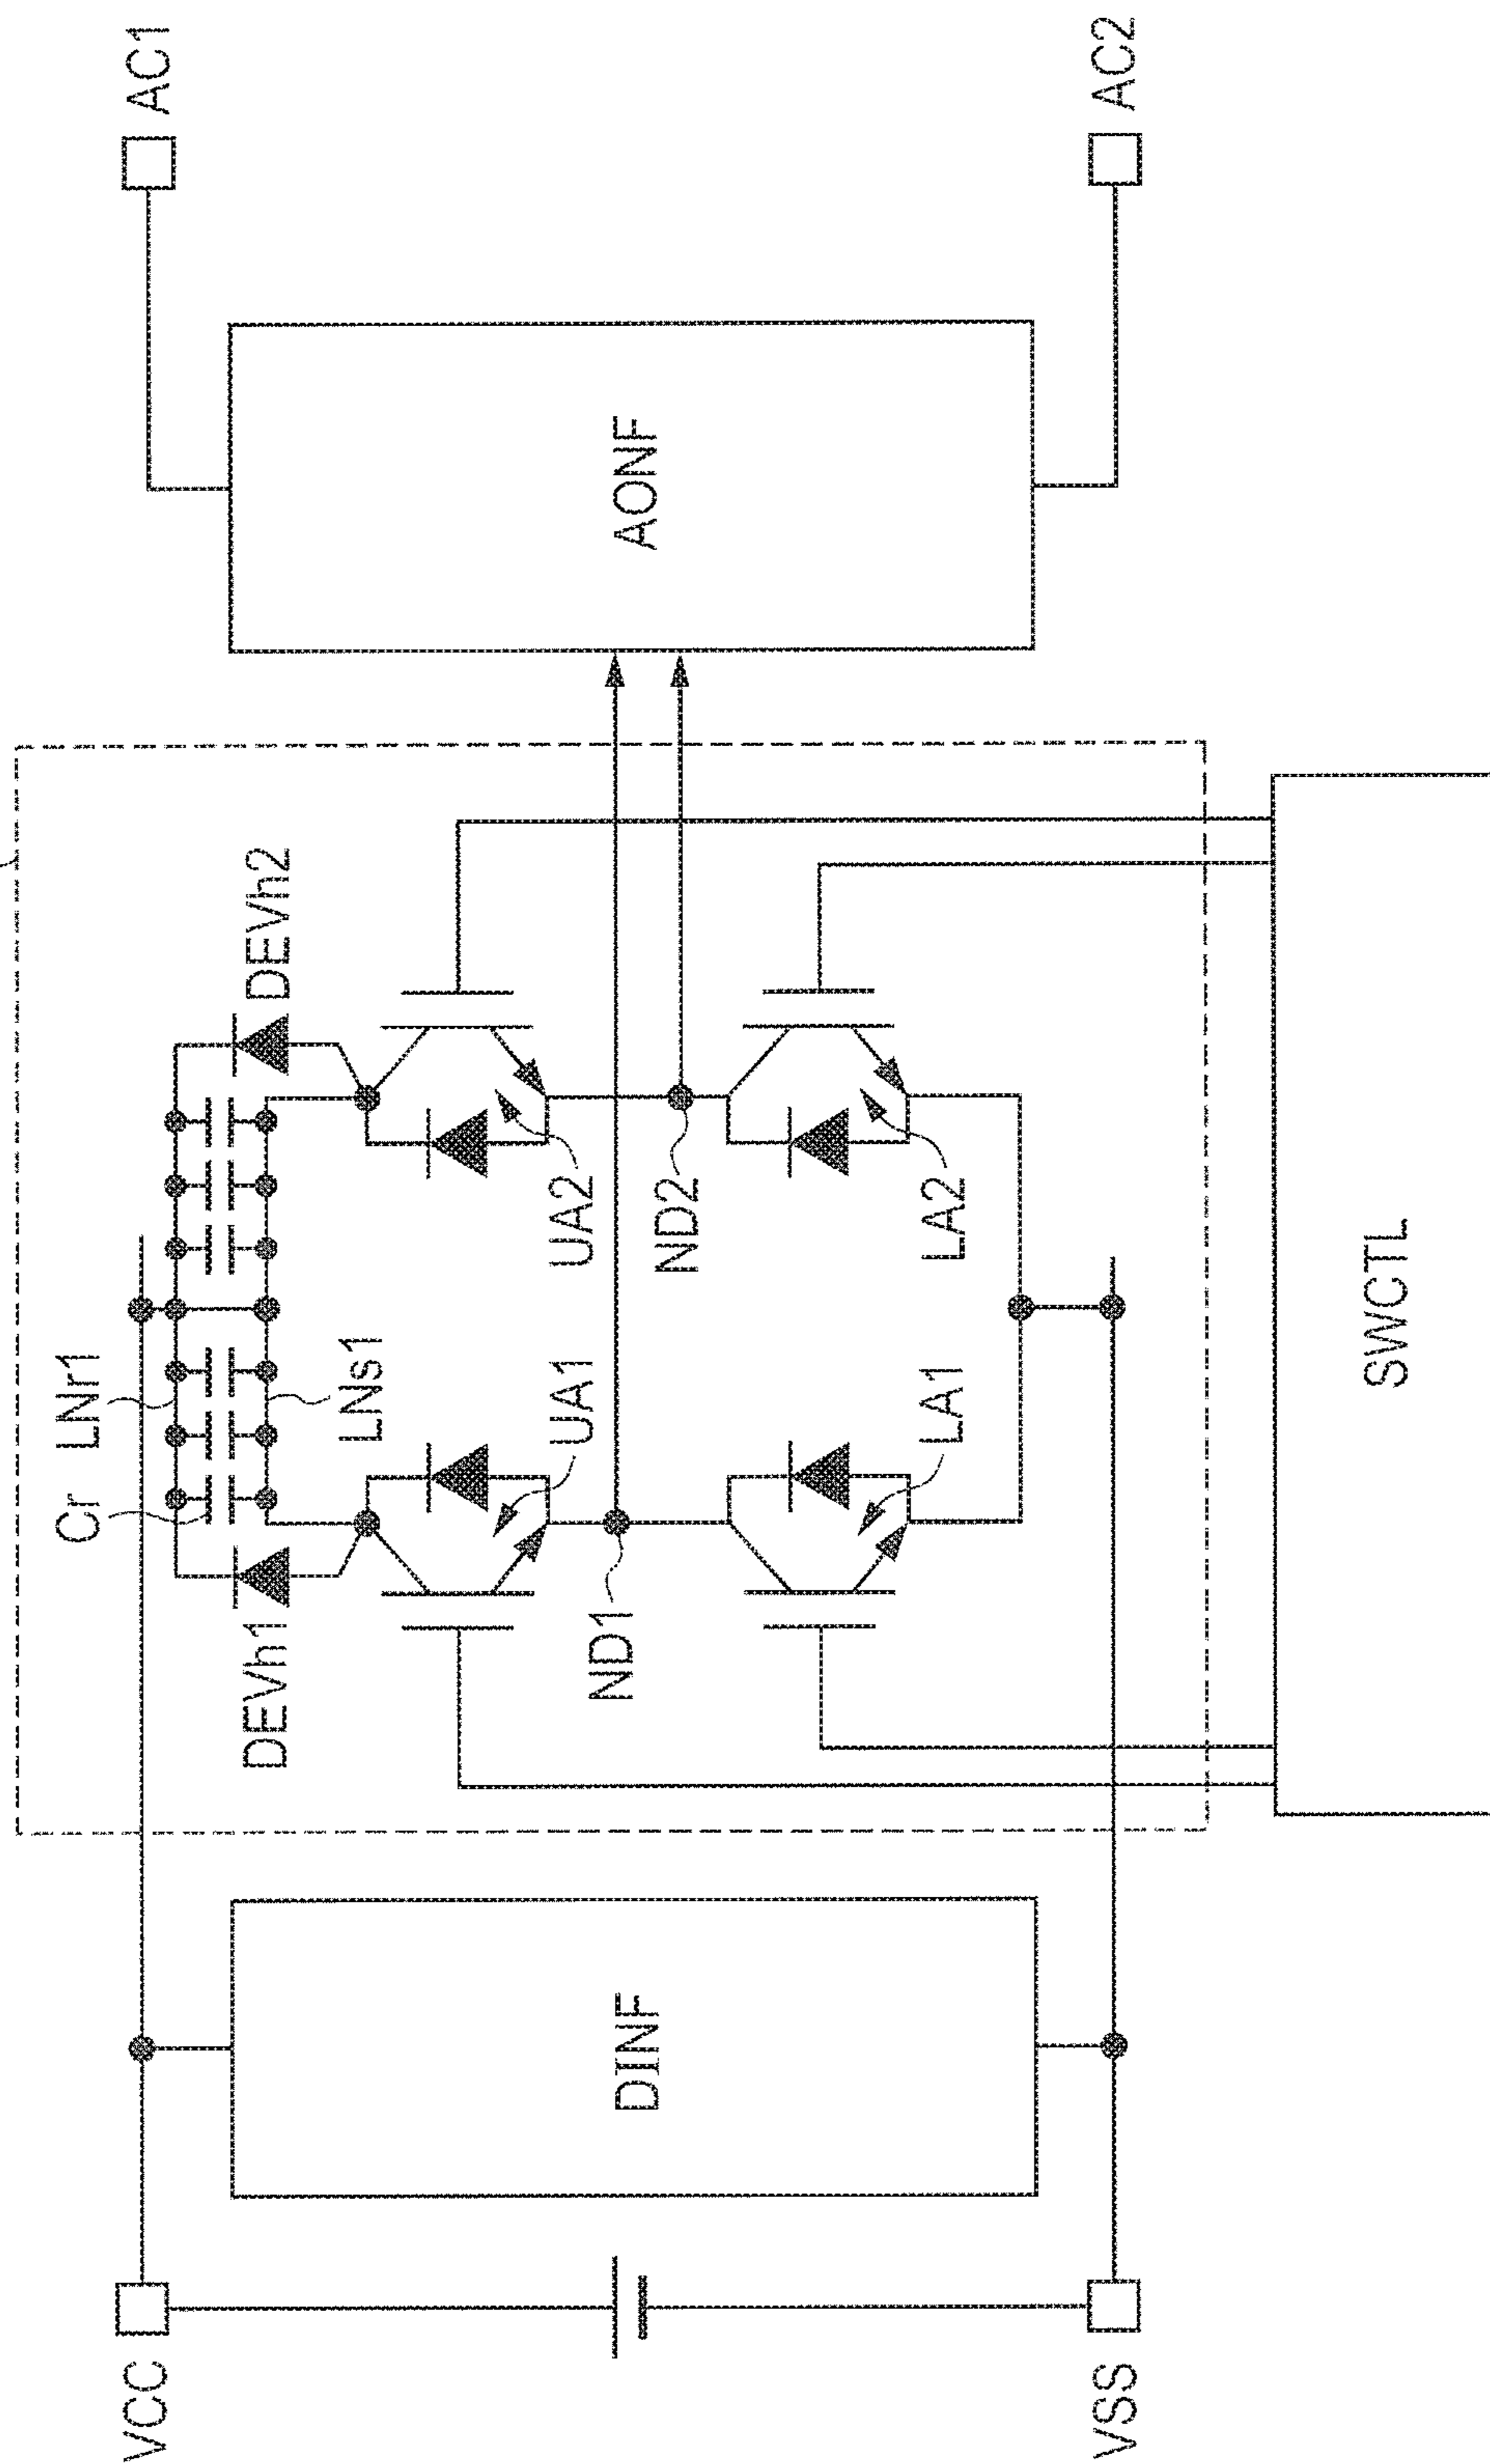 VCC
VSS
DINF
Cr
LNr1
LNs1
DEVh1
DEVh2
UA1
UA2
ND1
ND2
LA1
LA2
SWCTL
AONF
AC1
AC2